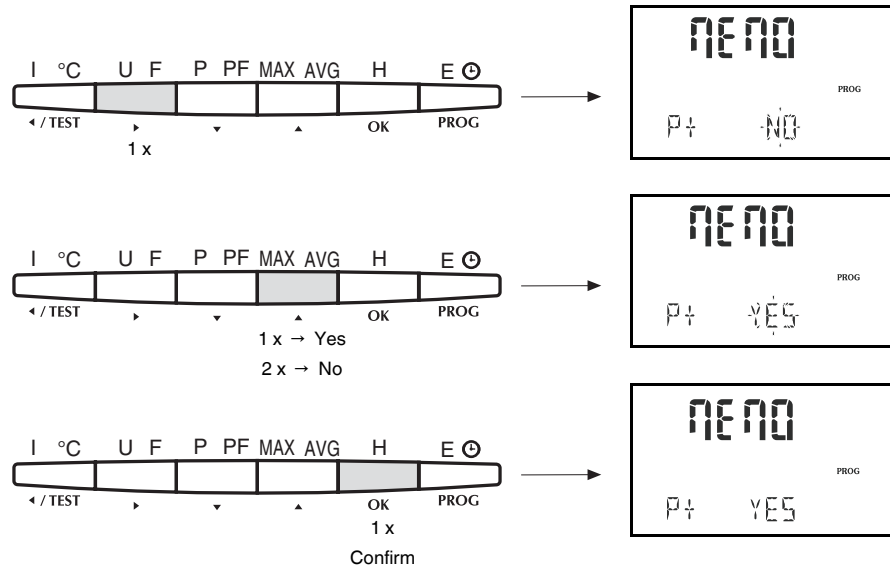 MEMO
I °C U F P PF MAX AVG H E
PROG
◂ / TEST ▸ ▾ ▴ OK PROG
P+ NO
1 x
MEMO
I °C U F P PF MAX AVG H E
PROG
◂ / TEST ▸ ▾ ▴ OK PROG
P+ YES
1 x → Yes
2 x → No
MEMO
I °C U F P PF MAX AVG H E
PROG
◂ / TEST ▸ ▾ ▴ OK PROG
P+ YES
1 x
Confirm